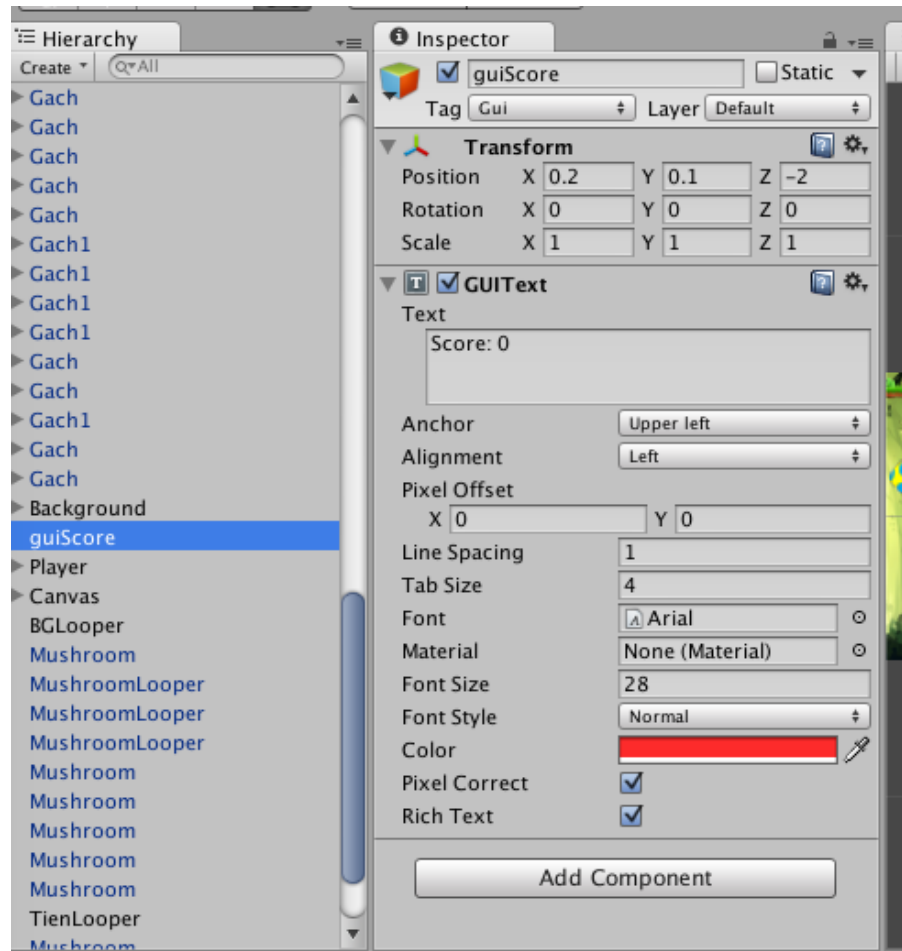 Hierarchy
Create All
Gach
Gach
Gach
Gach
Gach
Gach1
Gach1
Gach1
Gach1
Gach
Gach
Gach1
Gach
Gach
Background
guiScore
Player
Canvas
BGLooper
Mushroom
MushroomLooper
MushroomLooper
MushroomLooper
Mushroom
Mushroom
Mushroom
Mushroom
Mushroom
TienLooper
Mushroom
Inspector
guiScore Static
Tag Gui Layer Default
Transform
Position X 0.2 Y 0.1 Z -2
Rotation X 0 Y 0 Z 0
Scale X 1 Y 1 Z 1
GUIText
Text
Score: 0
Anchor Upper left
Alignment Left
Pixel Offset
X 0 Y 0
Line Spacing 1
Tab Size 4
Font Arial
Material None (Material)
Font Size 28
Font Style Normal
Color
Pixel Correct
Rich Text
Add Component